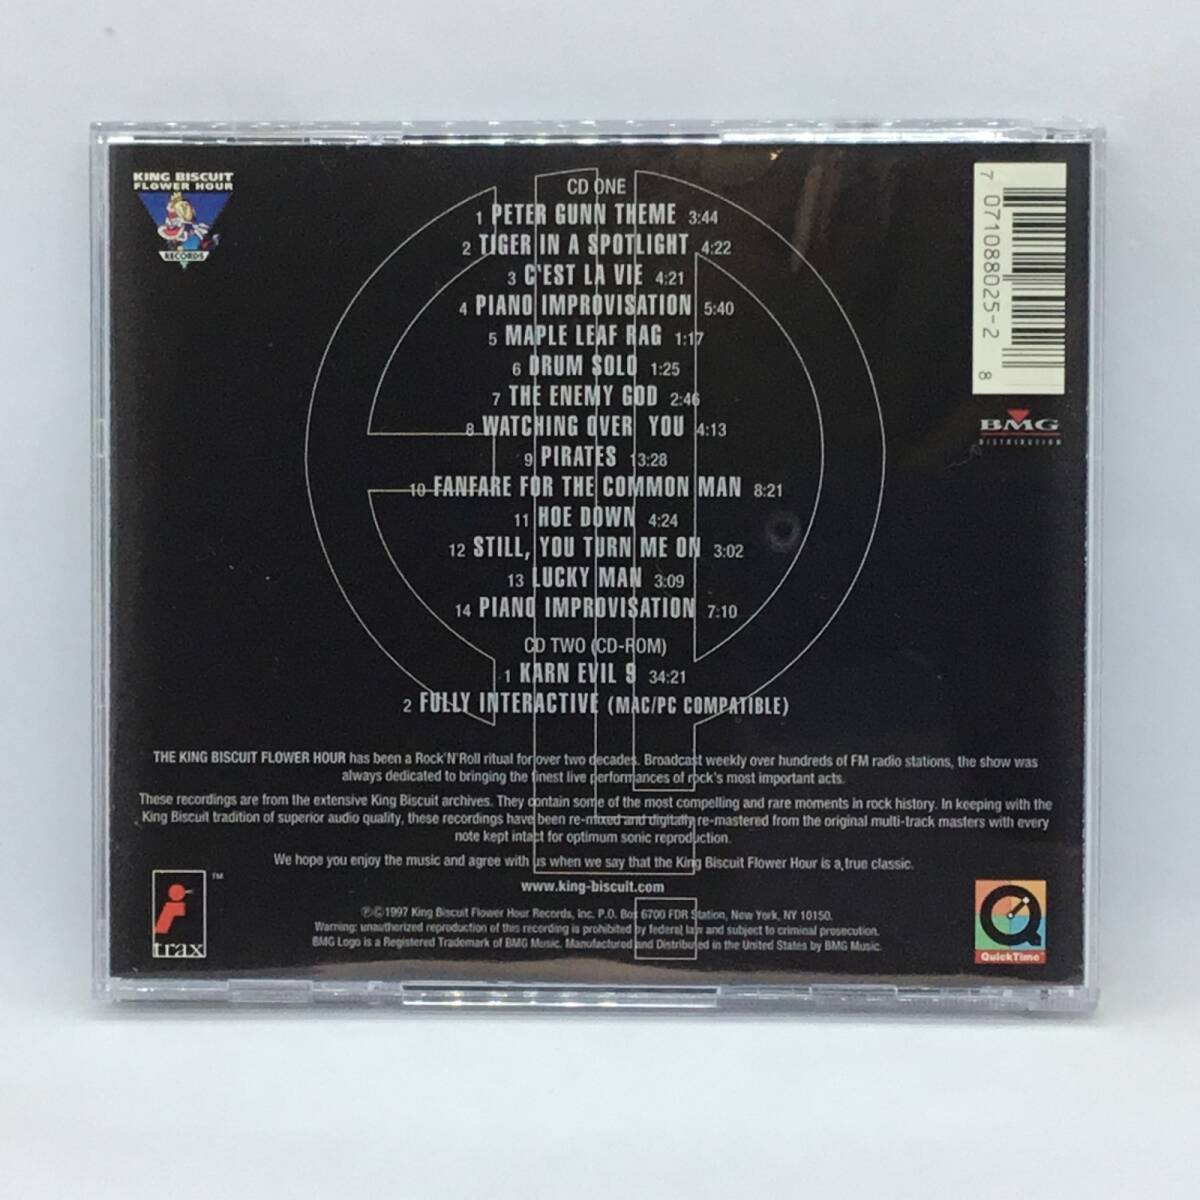 KING BISCUIT
FLOWER HOUR
RECORDS
CD ONE
1 PETER GUNN THEME 3:44
2 TIGER IN A SPOTLIGHT 4:22
3 C'EST LA VIE 4:21
4 PIANO IMPROVISATION 5:40
5 MAPLE LEAF RAG 1:17
6 DRUM SOLO 1:25
7 THE ENEMY GOD 2:46
8 WATCHING OVER YOU 4:13
9 PIRATES 13:28
10 FANFARE FOR THE COMMON MAN 8:21
11 HOE DOWN 4:24
12 STILL, YOU TURN ME ON 3:02
13 LUCKY MAN 3:09
14 PIANO IMPROVISATION 7:10
CD TWO (CD-ROM)
1 KARN EVIL 9 34:21
2 FULLY INTERACTIVE (MAC/PC COMPATIBLE)
7 07108 8025-2 8
BMG
DISTRIBUTION
THE KING BISCUIT FLOWER HOUR has been a Rock'N'Roll ritual for over two decades. Broadcast weekly over hundreds of FM radio stations, the show was
always dedicated to bringing the finest live performances of rock's most important acts.
These recordings are from the extensive King Biscuit archives. They contain some of the most compelling and rare moments in rock history. In keeping with the
King Biscuit tradition of superior audio quality, these recordings have been re-mixed and digitally re-mastered from the original multi-track masters with every
note kept intact for optimum sonic reproduction.
We hope you enjoy the music and agree with us when we say that the King Biscuit Flower Hour is a true classic.
www.king-biscuit.com
℗©1997 King Biscuit Flower Hour Records, Inc. P.O. Box 6700 FDR Station, New York, NY 10150.
Warning: unauthorized reproduction of this recording is prohibited by federal law and subject to criminal prosecution.
BMG Logo is a Registered Trademark of BMG Music. Manufactured and Distributed in the United States by BMG Music.
trax
TM
QuickTime